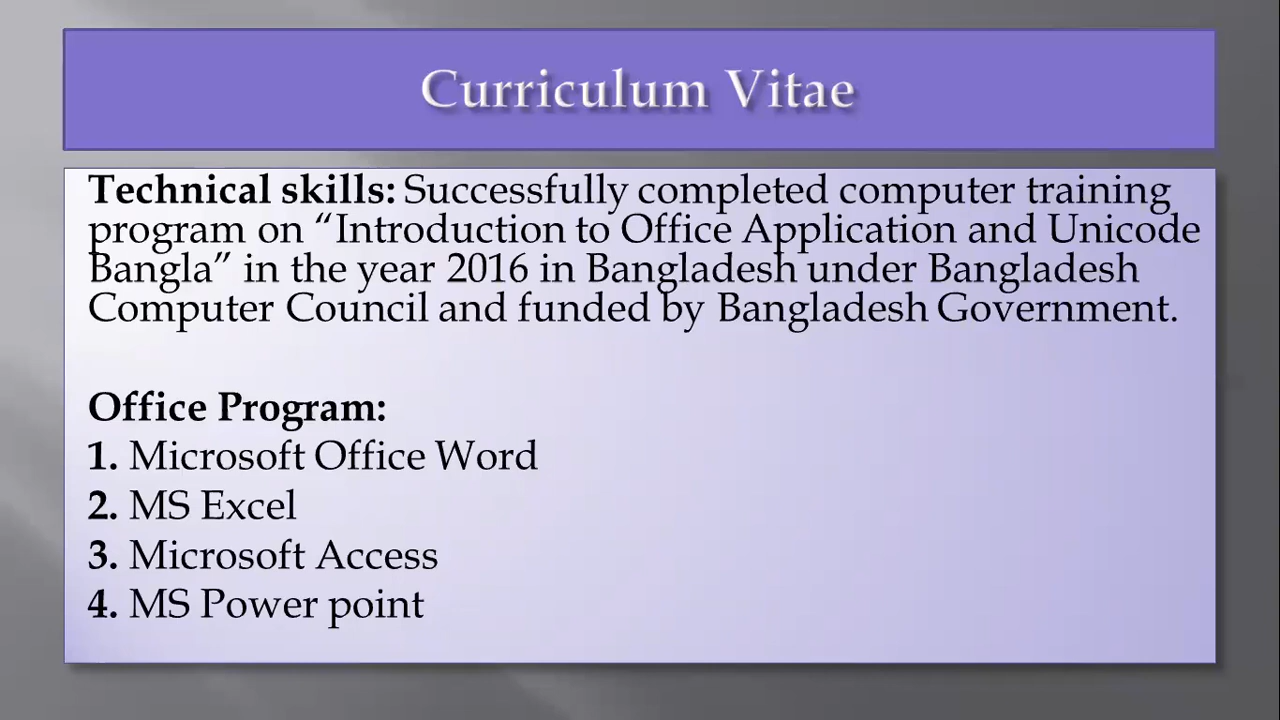 Curriculum Vitae
Technical skills: Successfully completed computer training
program on “Introduction to Office Application and Unicode
Bangla” in the year 2016 in Bangladesh under Bangladesh
Computer Council and funded by Bangladesh Government.
Office Program:
1. Microsoft Office Word
2. MS Excel
3. Microsoft Access
4. MS Power point